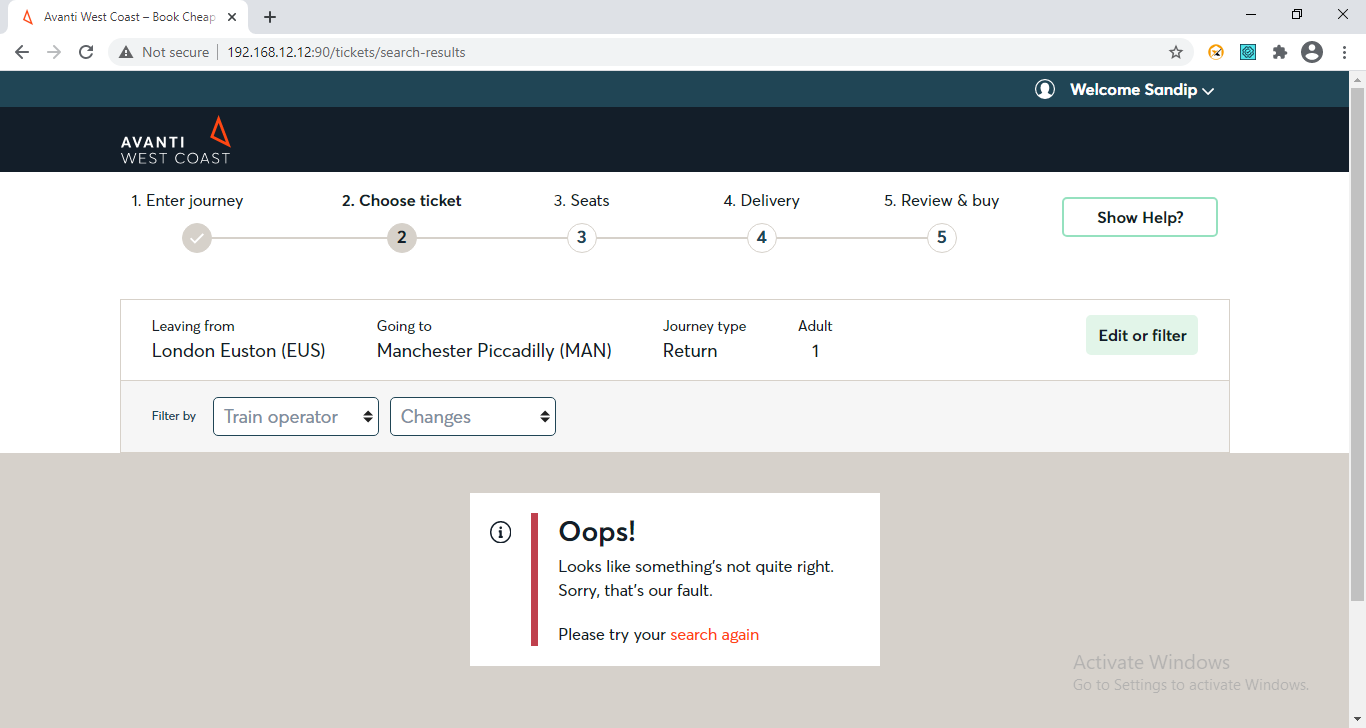 Avanti West Coast – Book Cheap
Not secure
192.168.12.12:90/tickets/search-results
Welcome Sandip
AVANTI
WEST COAST
1. Enter journey
2. Choose ticket
3. Seats
4. Delivery
5. Review & buy
2
3
4
5
Show Help?
Leaving from
London Euston (EUS)
Going to
Manchester Piccadilly (MAN)
Journey type
Return
Adult
1
Edit or filter
Filter by
Train operator
Changes
Oops!
Looks like something's not quite right.
Sorry, that's our fault.
Please try your search again
Activate Windows
Go to Settings to activate Windows.